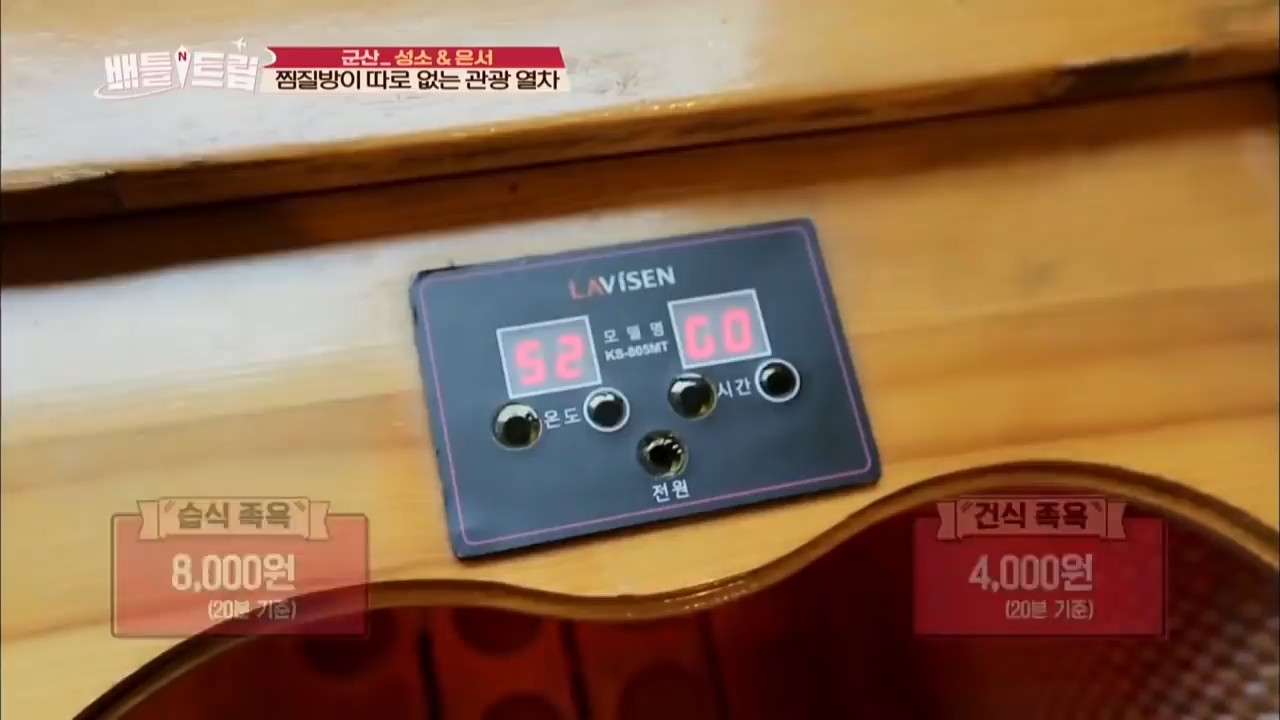 배틀트립
군산_ 성소 & 은서
찜질방이 따로 없는 관광 열차
LAViSEN
모델명
KS-805MT
52
온도
시간
전원
"습식 족욕"
8,000원
(20분 기준)
"건식 족욕"
4,000원
(20분 기준)